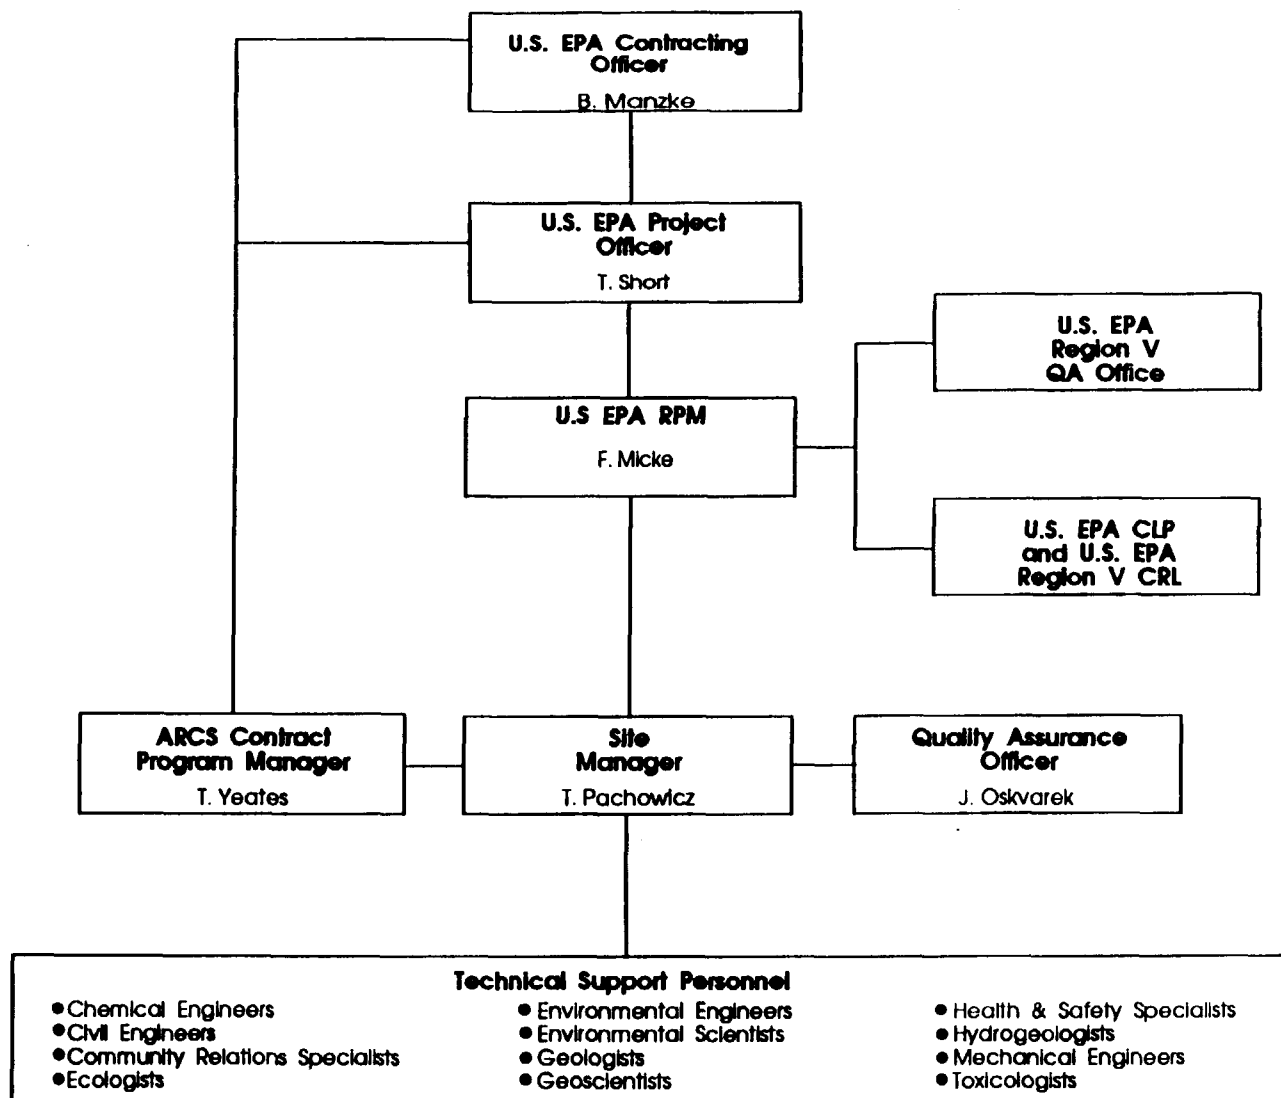 U.S. EPA Contracting
Officer
B. Manzke
U.S. EPA Project
Officer
T. Short
U.S. EPA
Region V
QA Office
U.S EPA RPM
F. Micke
U.S. EPA CLP
and U.S. EPA
Region V CRL
ARCS Contract
Program Manager
T. Yeates
Site
Manager
T. Pachowicz
Quality Assurance
Officer
J. Oskvarek
Technical Support Personnel
● Chemical Engineers
● Civil Engineers
● Community Relations Specialists
● Ecologists
● Environmental Engineers
● Environmental Scientists
● Geologists
● Geoscientists
● Health & Safety Specialists
● Hydrogeologists
● Mechanical Engineers
● Toxicologists